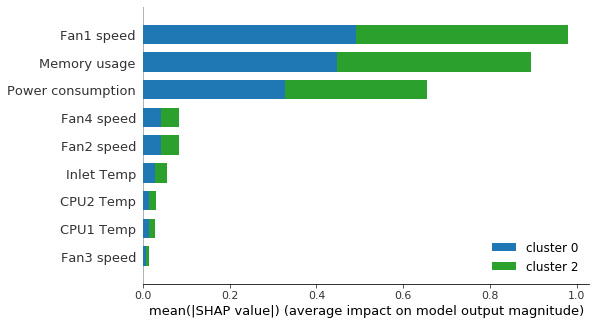 Fan1 speed
Memory usage
Power consumption
Fan4 speed
Fan2 speed
Inlet Temp
CPU2 Temp
CPU1 Temp
Fan3 speed
cluster 0
cluster 2
0.0 0.2 0.4 0.6 0.8 1.0
mean(|SHAP value|) (average impact on model output magnitude)